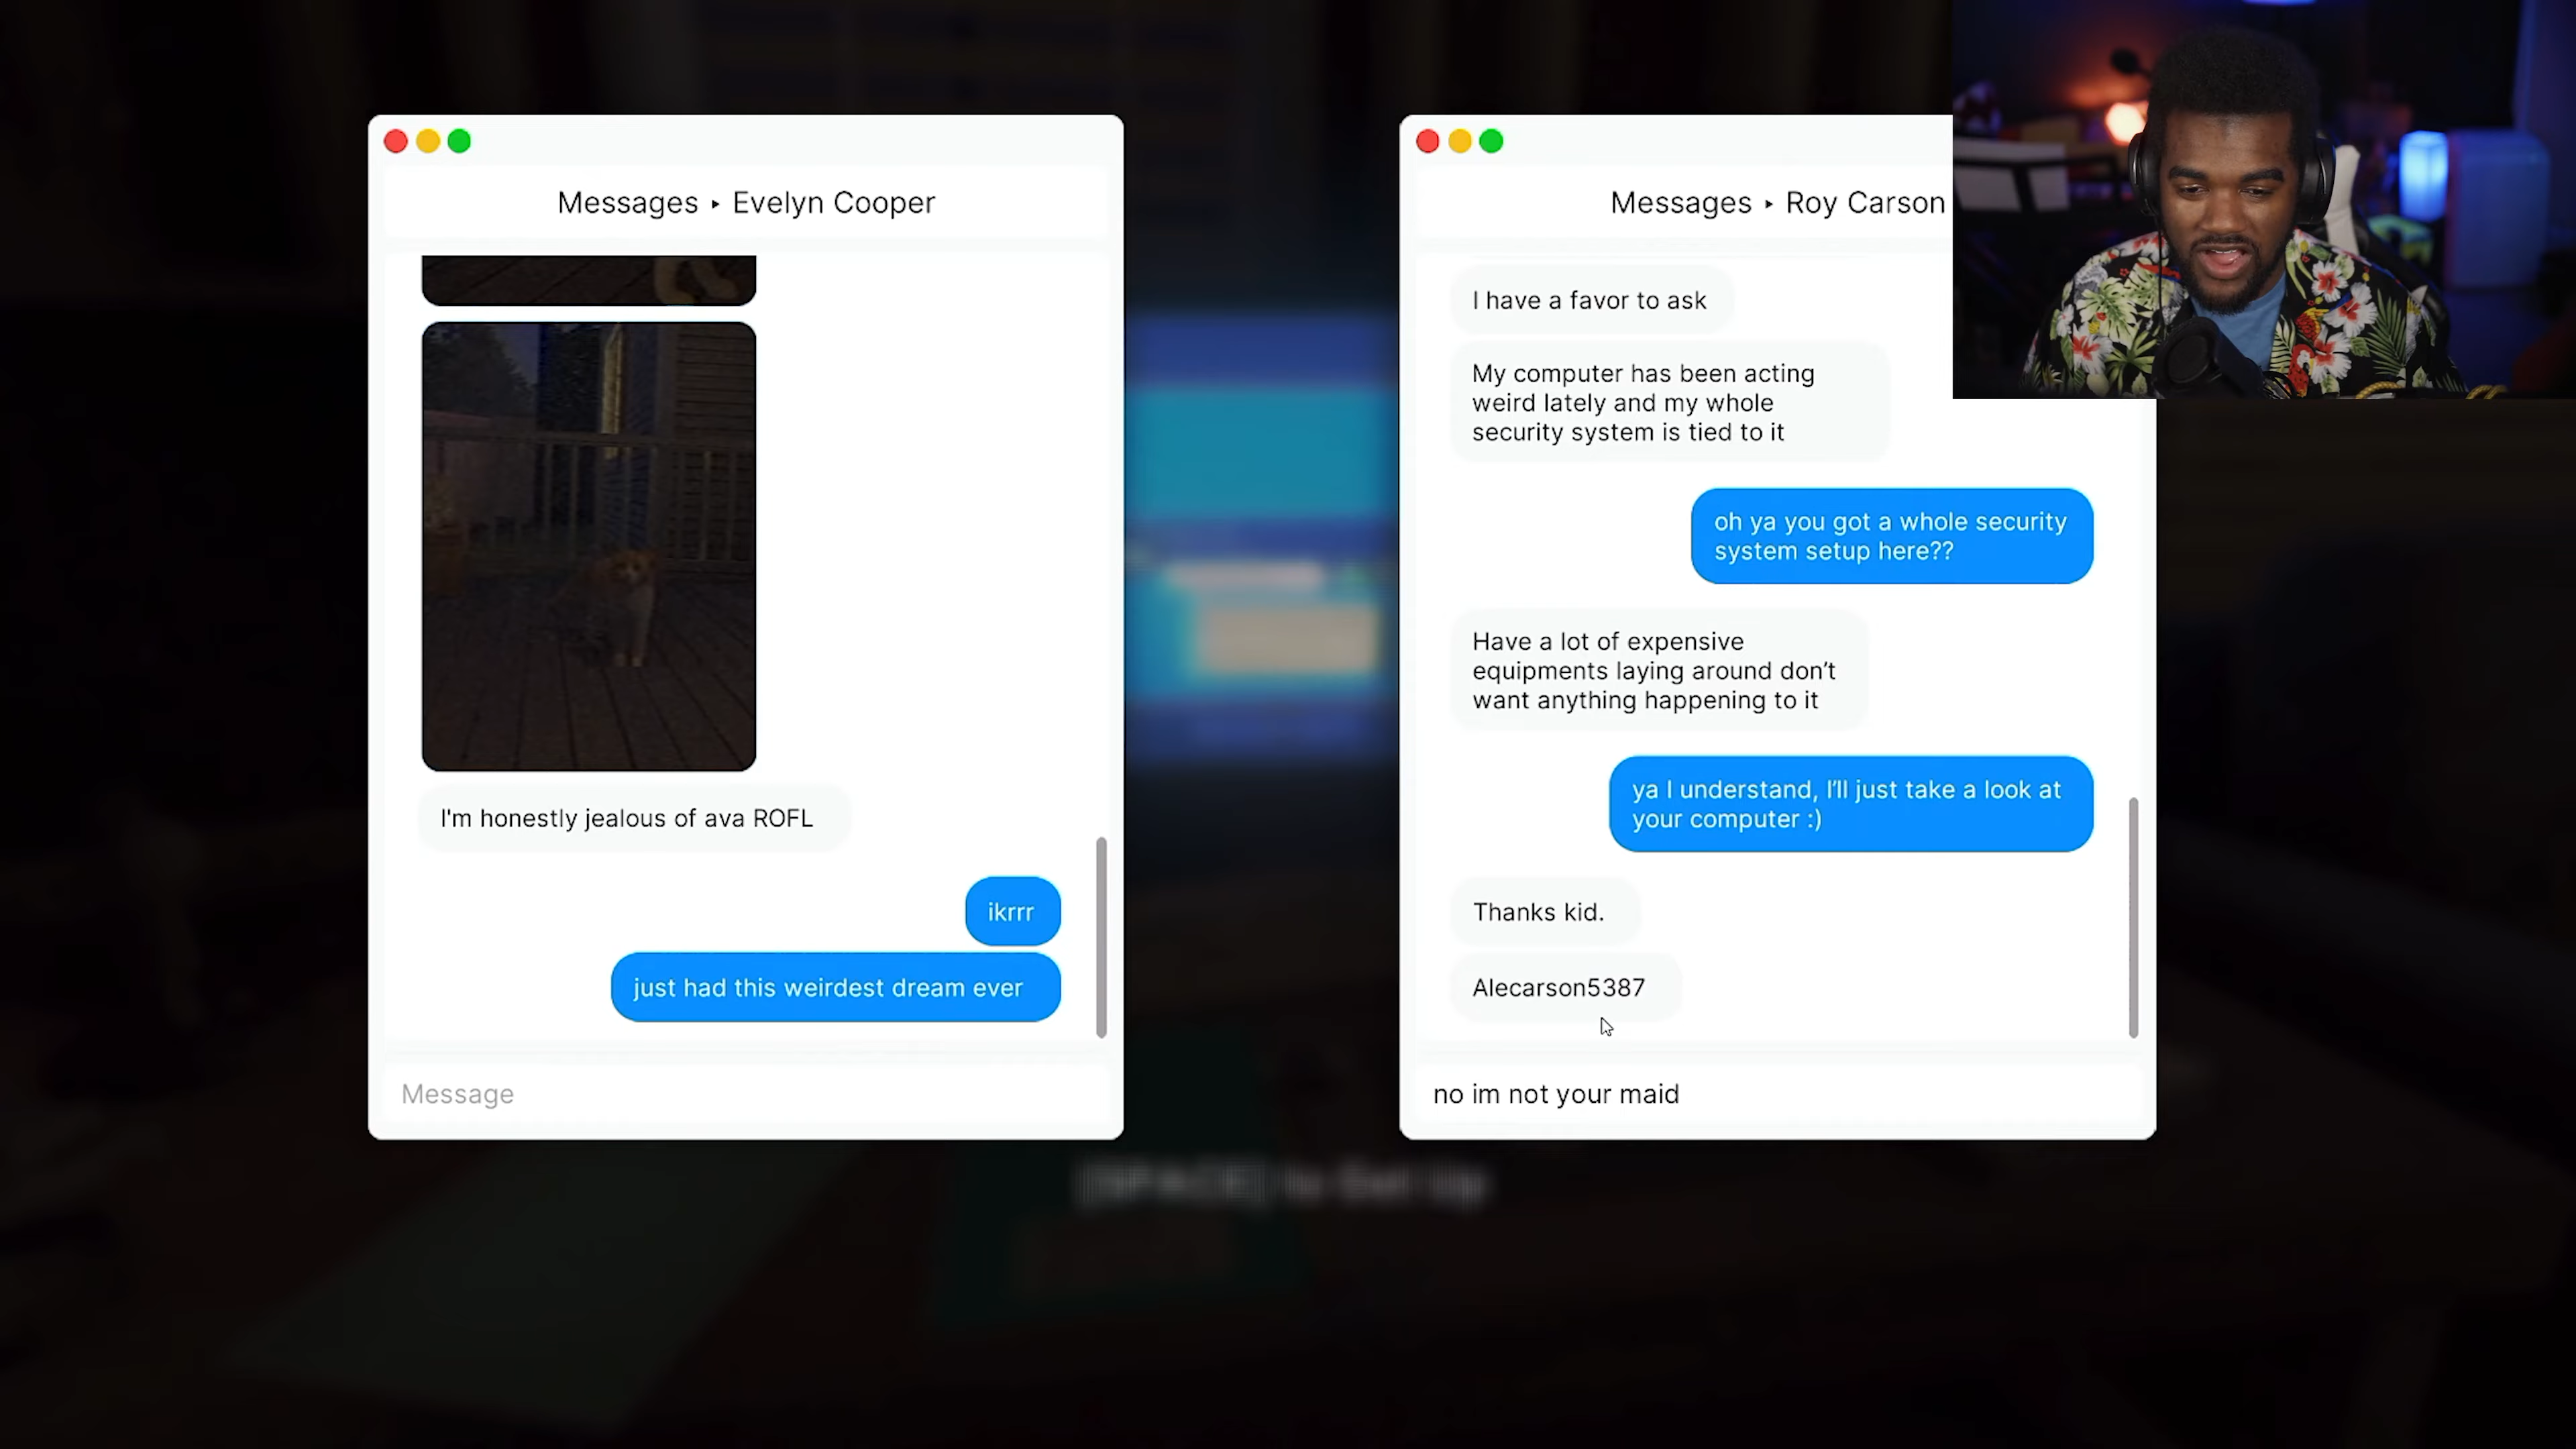 Messages ▸ Evelyn Cooper
I'm honestly jealous of ava ROFL
ikrrr
just had this weirdest dream ever
Message
Messages ▸ Roy Carson
I have a favor to ask
My computer has been acting
weird lately and my whole
security system is tied to it
oh ya you got a whole security
system setup here??
Have a lot of expensive
equipments laying around don’t
want anything happening to it
ya I understand, I’ll just take a look at
your computer :)
Thanks kid.
Alecarson5387
no im not your maid
[SPACE] to Get Up